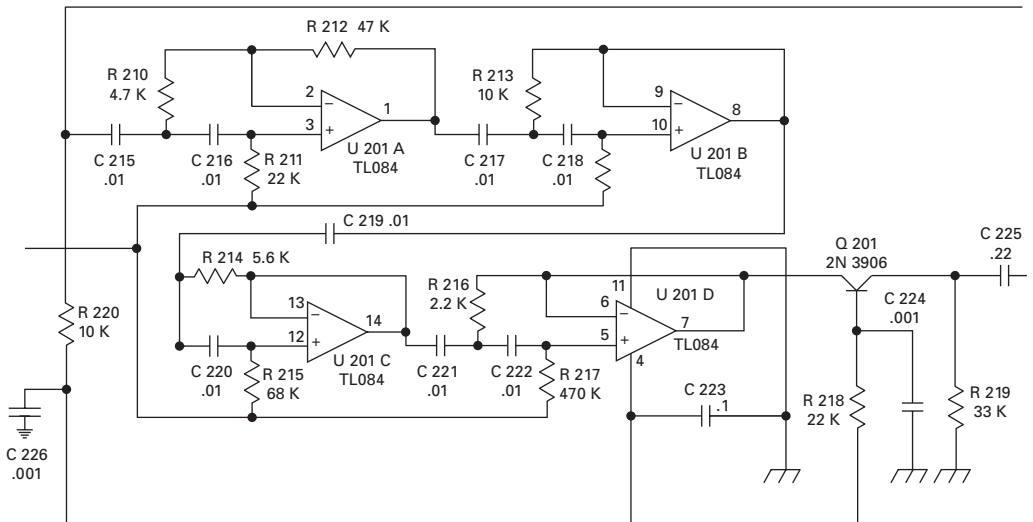 R 212 47 K
R 210
4.7 K
2
−
3
+
1
C 215
.01
C 216
.01
R 211
22 K
U 201 A
TL084
R 213
10 K
9
−
10
+
8
C 217
.01
C 218
.01
U 201 B
TL084
C 219 .01
R 214 5.6 K
13
−
12
+
14
C 220
.01
R 215
68 K
U 201 C
TL084
R 216
2.2 K
11
6
−
5
+
4
7
U 201 D
TL084
C 221
.01
C 222
.01
R 217
470 K
C 223
.1
Q 201
2N 3906
C 225
.22
C 224
.001
R 218
22 K
R 219
33 K
R 220
10 K
C 226
.001